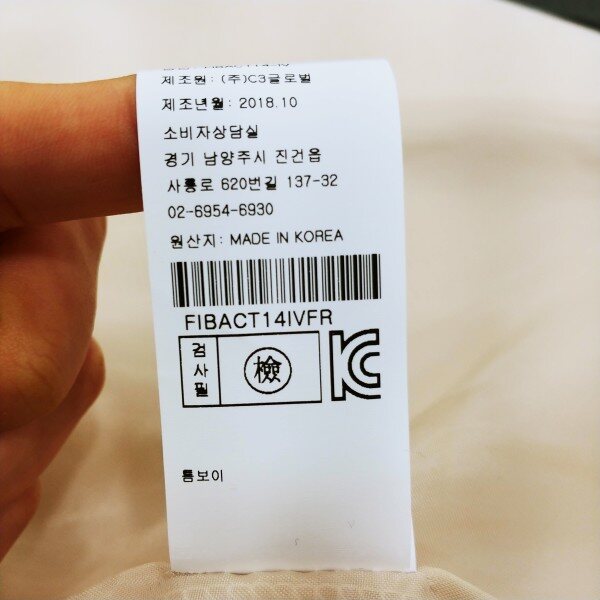 제조원: (주)C3글로벌
제조년월: 2018.10
소비자상담실
경기 남양주시 진건읍
사릉로 620번길 137-32
02-6954-6930
원산지: MADE IN KOREA
FIBACT14IVFR
검사필
檢
KC
톰보이